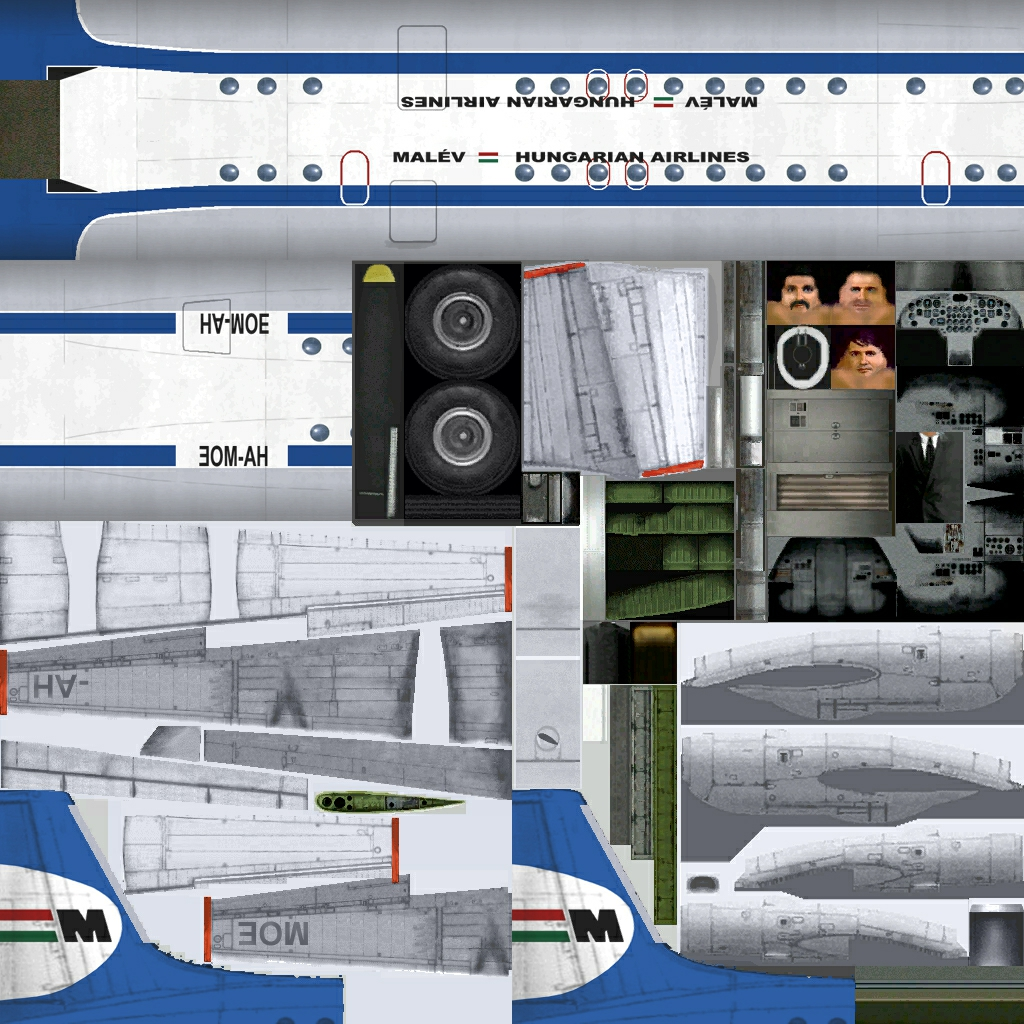 HUNGARIAN AIRLINES MALÉV
MALÉV HUNGARIAN AIRLINES
HA-MOE
HA-MOE
HA-
M M
MOE